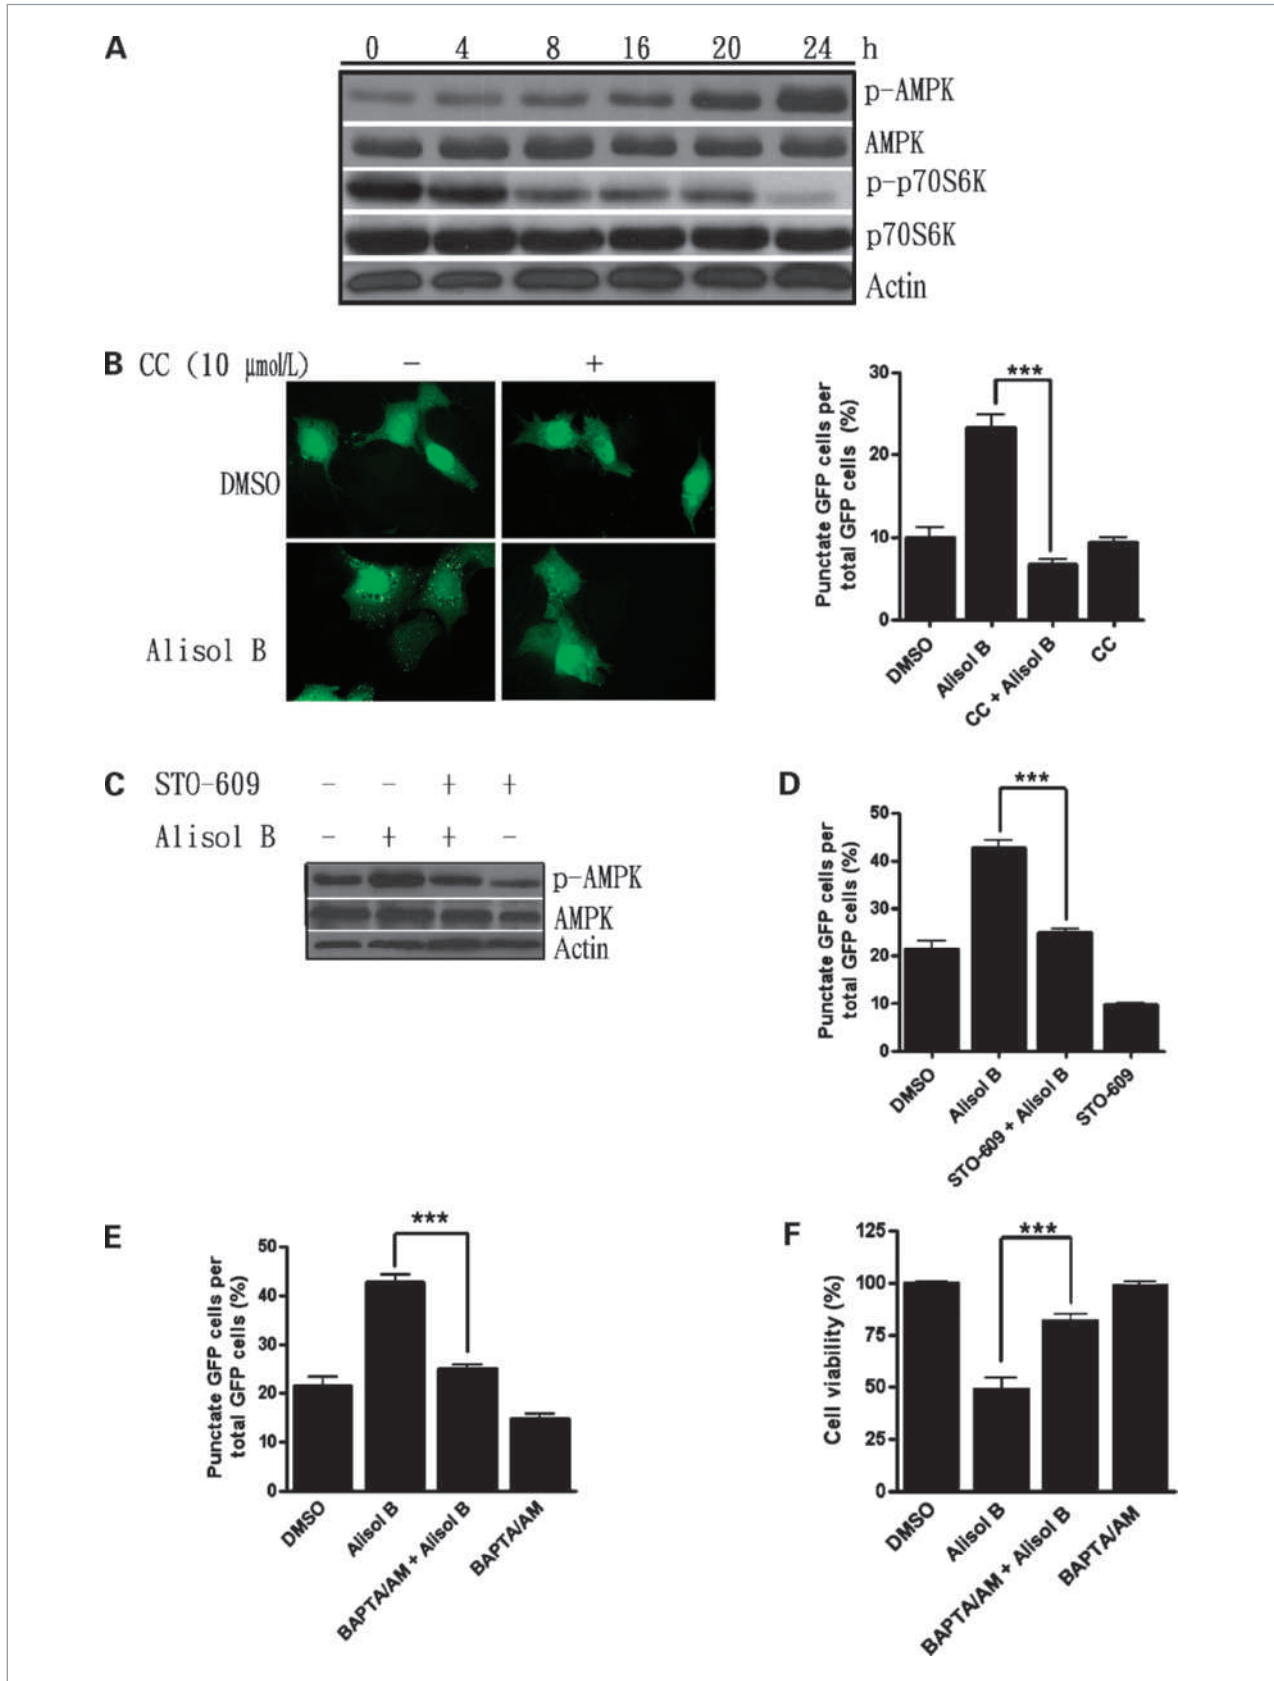 A
0 4 8 16 20 24 h
p-AMPK
AMPK
p-p70S6K
p70S6K
Actin
B CC (10 μmol/L) − +
DMSO
Alisol B
Punctate GFP cells per
total GFP cells (%)
30
20
10
0
***
DMSO
Alisol B
CC + Alisol B
CC
C STO-609 − − + +
Alisol B − + + −
p-AMPK
AMPK
Actin
D
Punctate GFP cells per
total GFP cells (%)
50
40
30
20
10
0
***
DMSO
Alisol B
STO-609 + Alisol B
STO-609
E
Punctate GFP cells per
total GFP cells (%)
50
40
30
20
10
0
***
DMSO
Alisol B
BAPTA/AM + Alisol B
BAPTA/AM
F
Cell viability (%)
125
100
75
50
25
0
***
DMSO
Alisol B
BAPTA/AM + Alisol B
BAPTA/AM